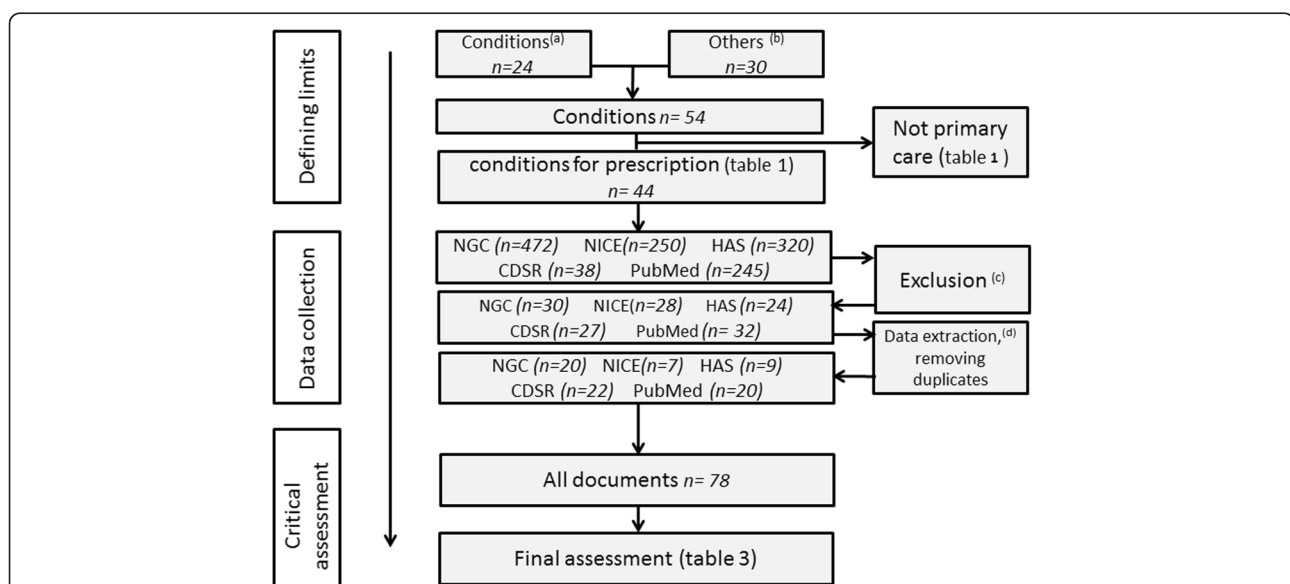 Defining limits
Conditions(a)
n=24
Others (b)
n=30
Conditions n= 54
Not primary
care (table 1 )
conditions for prescription (table 1)
n= 44
Data collection
NGC (n=472) NICE(n=250) HAS (n=320)
CDSR (n=38) PubMed (n=245)
Exclusion (c)
NGC (n=30) NICE(n=28) HAS (n=24)
CDSR (n=27) PubMed (n= 32)
Data extraction,(d)
removing
duplicates
NGC (n=20) NICE(n=7) HAS (n=9)
CDSR (n=22) PubMed (n=20)
Critical
assessment
All documents n= 78
Final assessment (table 3)